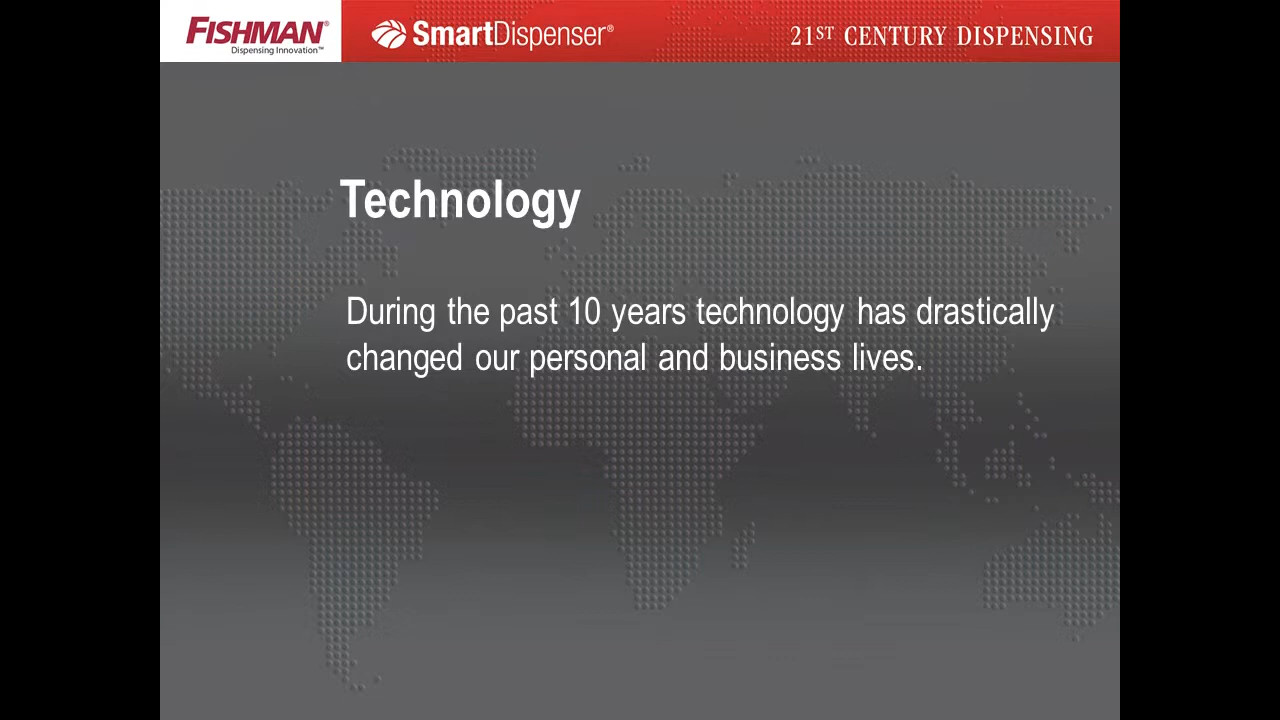 FISHMAN®
Dispensing Innovation™
SmartDispenser®
21ST CENTURY DISPENSING
Technology
During the past 10 years technology has drastically
changed our personal and business lives.